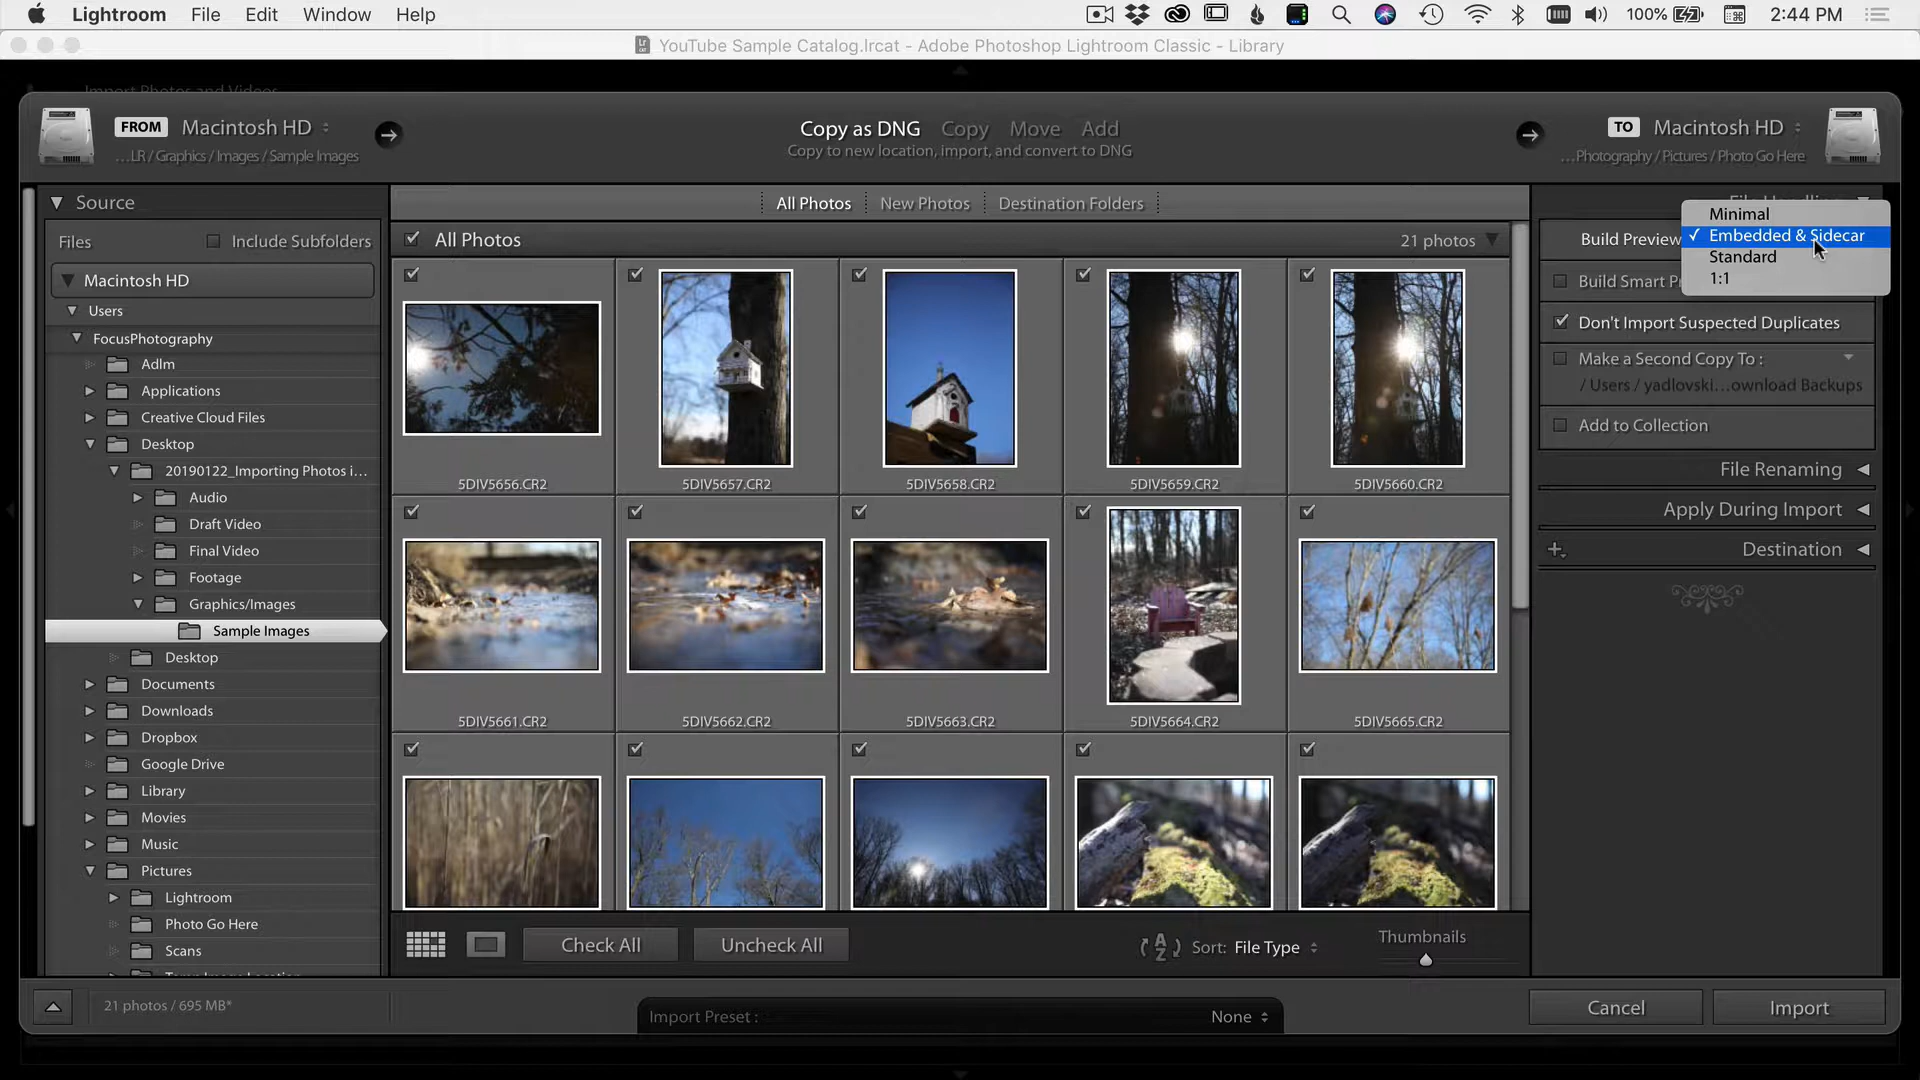 Lightroom File Edit Window Help 100% 2:44 PM
YouTube Sample Catalog.lrcat - Adobe Photoshop Lightroom Classic - Library
Import Photos and Videos
FROM Macintosh HD
…LR / Graphics / Images / Sample Images
Copy as DNG Copy Move Add
Copy to new location, import, and convert to DNG
TO Macintosh HD
…Photography / Pictures / Photo Go Here
Source
Files Include Subfolders
Macintosh HD
Users
FocusPhotography
Adlm
Applications
Creative Cloud Files
Desktop
20190122_Importing Photos i…
Audio
Draft Video
Final Video
Footage
Graphics/Images
Sample Images
Desktop
Documents
Downloads
Dropbox
Google Drive
Library
Movies
Music
Pictures
Lightroom
Photo Go Here
Scans
All Photos New Photos Destination Folders
All Photos 21 photos
5DIV5656.CR2 5DIV5657.CR2 5DIV5658.CR2 5DIV5659.CR2 5DIV5660.CR2
5DIV5661.CR2 5DIV5662.CR2 5DIV5663.CR2 5DIV5664.CR2 5DIV5665.CR2
File Handling
Build Preview
Minimal
✓ Embedded & Sidecar
Standard
1:1
Build Smart Pr
Don't Import Suspected Duplicates
Make a Second Copy To :
/ Users / yadlovski…ownload Backups
Add to Collection
File Renaming
Apply During Import
Destination
Check All Uncheck All Sort: File Type Thumbnails
21 photos / 695 MB*
Import Preset : None
Cancel Import